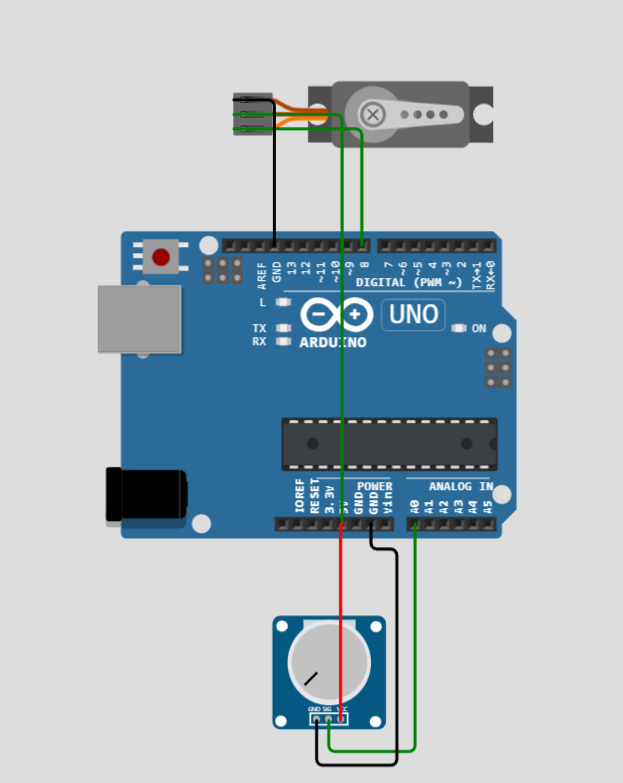 AREF
GND
13
12
~11
~10
~9
8
7
~6
~5
4
~3
2
TX→1
RX←0
DIGITAL (PWM ~)
L
TX
RX
UNO
ON
ARDUINO
IOREF
RESET
3.3V
5V
GND
GND
Vin
POWER
ANALOG IN
A0
A1
A2
A3
A4
A5
GND SIG VCC